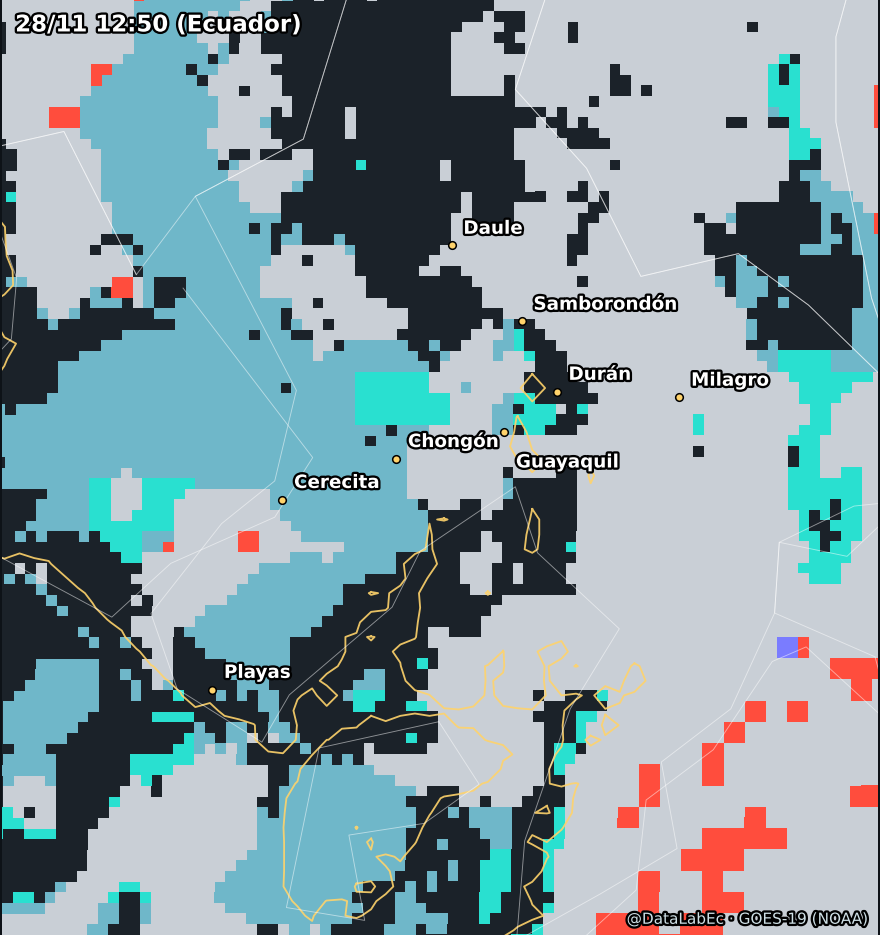 28/11 12:50 (Ecuador)
Daule
Samborondón
Durán
Milagro
Chongón
Guayaquil
Cerecita
Playas
@DataLabEc · GOES-19 (NOAA)